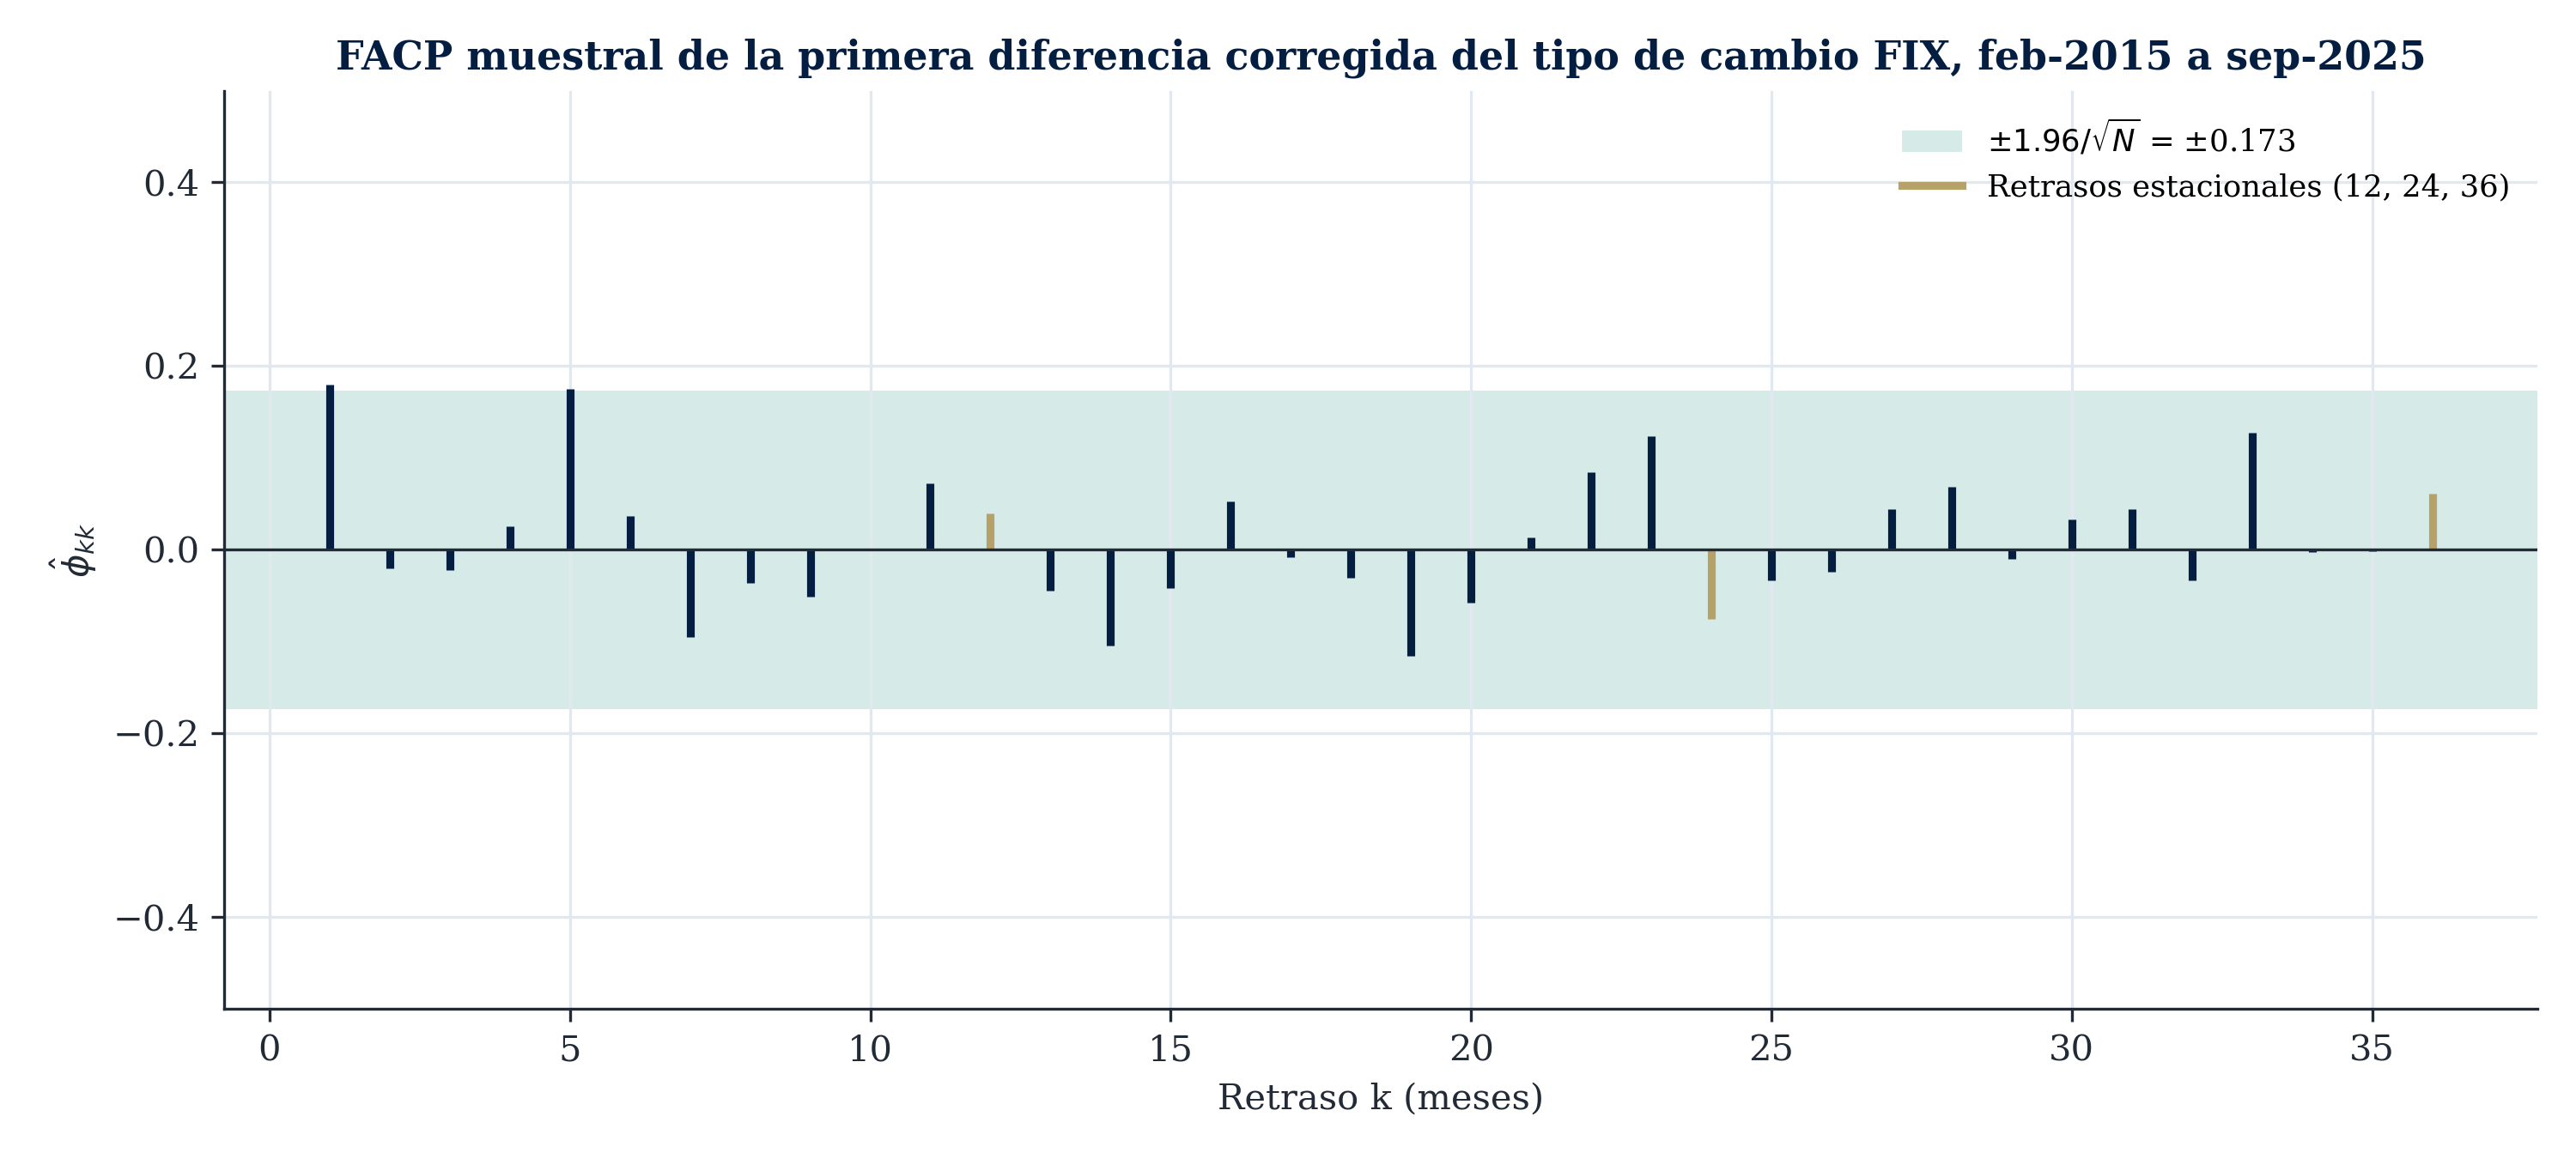 FACP muestral de la primera diferencia corregida del tipo de cambio FIX, feb-2015 a sep-2025
±1.96/√N = ±0.173
Retrasos estacionales (12, 24, 36)
0.4
0.2
0.0
−0.2
−0.4
ϕ̂kk
0 5 10 15 20 25 30 35
Retraso k (meses)